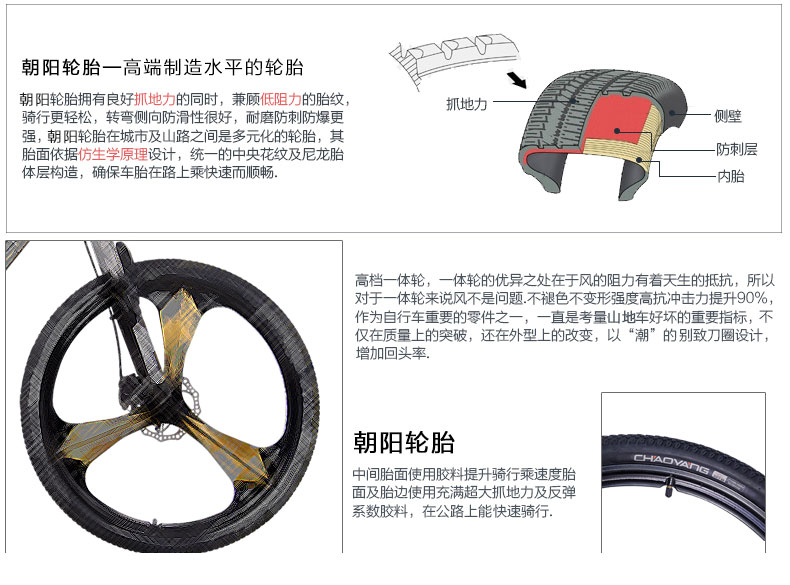 朝阳轮胎—高端制造水平的轮胎
朝阳轮胎拥有良好抓地力的同时，兼顾低阻力的胎纹，
骑行更轻松，转弯侧向防滑性很好，耐磨防刺防爆更
强，朝阳轮胎在城市及山路之间是多元化的轮胎，其
胎面依据仿生学原理设计，统一的中央花纹及尼龙胎
体层构造，确保车胎在路上乘快速而顺畅.
抓地力
侧壁
防刺层
内胎
高档一体轮，一体轮的优异之处在于风的阻力有着天生的抵抗，所以
对于一体轮来说风不是问题.不褪色不变形强度高抗冲击力提升90%，
作为自行车重要的零件之一，一直是考量山地车好坏的重要指标，不
仅在质量上的突破，还在外型上的改变，以“潮”的别致刀圈设计，
增加回头率.
朝阳轮胎
中间胎面使用胶料提升骑行乘速度胎
面及胎边使用充满超大抓地力及反弹
系数胶料，在公路上能快速骑行.
CHAOYANG